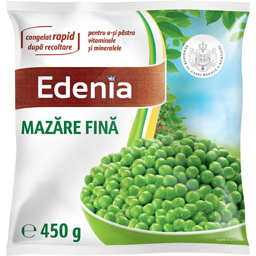 congelat rapid
după recoltare
pentru a-și păstra
vitaminele
și mineralele
Edenia
MAZĂRE FINĂ
℮ 450 g